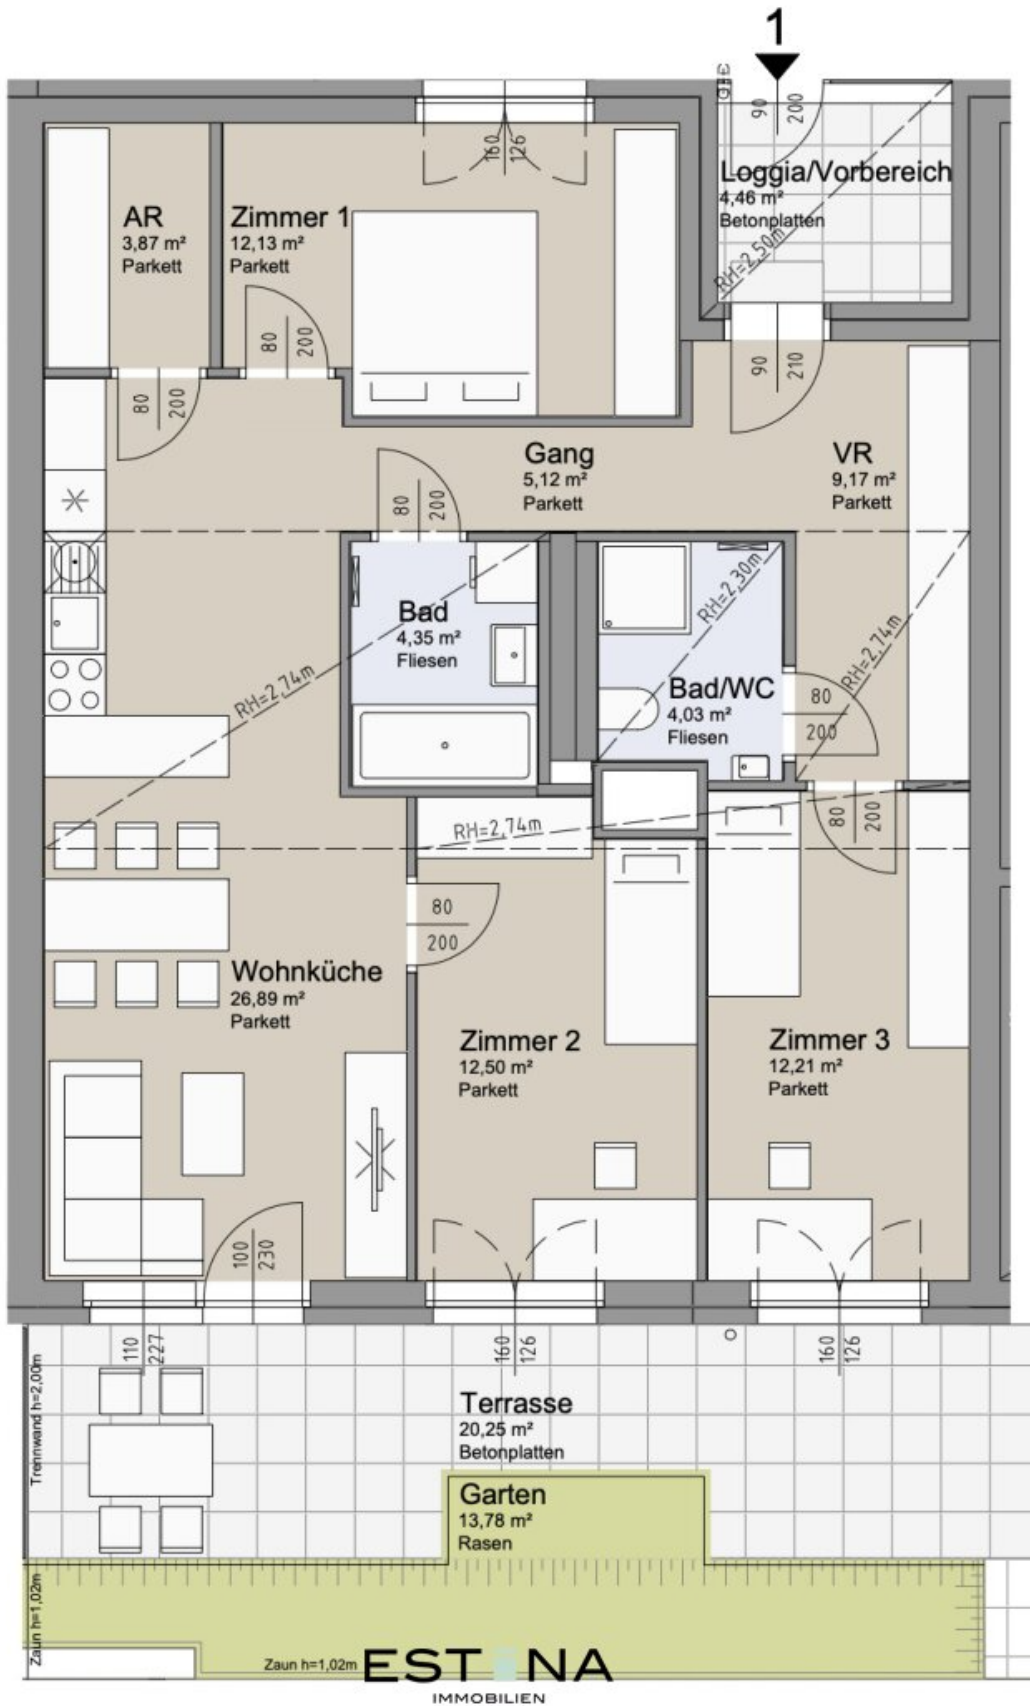 1
90
200
Loggia/Vorbereich
4,46 m²
Betonplatten
RH=2,50m
160
126
AR
3,87 m²
Parkett
Zimmer 1
12,13 m²
Parkett
80
200
80
200
90
210
Gang
5,12 m²
Parkett
VR
9,17 m²
Parkett
80
200
Bad
4,35 m²
Fliesen
RH=2,30m
Bad/WC
4,03 m²
Fliesen
80
200
RH=2,74m
RH=2,74m
RH=2,74m
80
200
80
200
Wohnküche
26,89 m²
Parkett
Zimmer 2
12,50 m²
Parkett
Zimmer 3
12,21 m²
Parkett
100
230
110
227
160
126
160
126
Trennwand h=2,00m
Terrasse
20,25 m²
Betonplatten
Garten
13,78 m²
Rasen
Zaun h=1,02m
Zaun h=1,02m
EST NA
IMMOBILIEN